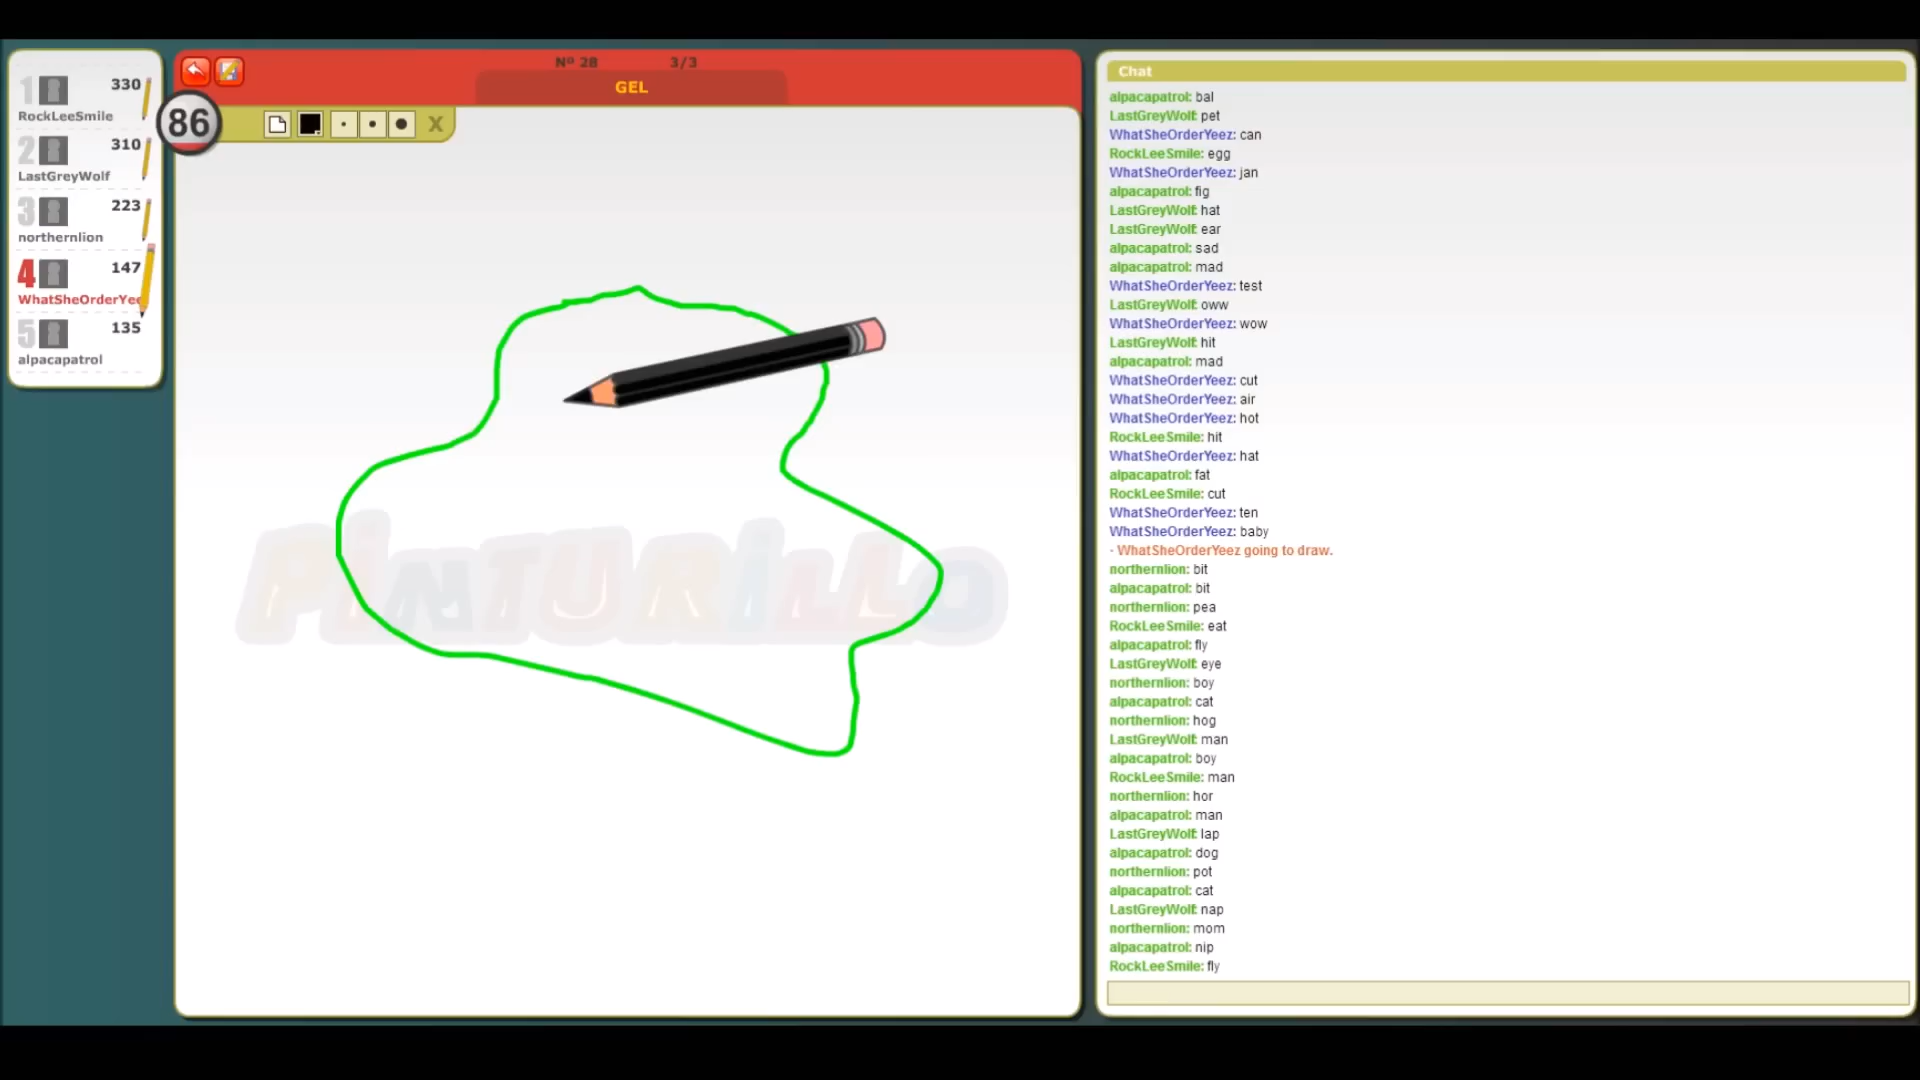 1 330
RockLeeSmile
2 310
LastGreyWolf
3 223
northernlion
4 147
WhatSheOrderYee
5 135
alpacapatrol
Nº 28 3/3
GEL
86
X
PINTURILLO
Chat
alpacapatrol: bal
LastGreyWolf: pet
WhatSheOrderYeez: can
RockLeeSmile: egg
WhatSheOrderYeez: jan
alpacapatrol: fig
LastGreyWolf: hat
LastGreyWolf: ear
alpacapatrol: sad
alpacapatrol: mad
WhatSheOrderYeez: test
LastGreyWolf: oww
WhatSheOrderYeez: wow
LastGreyWolf: hit
alpacapatrol: mad
WhatSheOrderYeez: cut
WhatSheOrderYeez: air
WhatSheOrderYeez: hot
RockLeeSmile: hit
WhatSheOrderYeez: hat
alpacapatrol: fat
RockLeeSmile: cut
WhatSheOrderYeez: ten
WhatSheOrderYeez: baby
- WhatSheOrderYeez going to draw.
northernlion: bit
alpacapatrol: bit
northernlion: pea
RockLeeSmile: eat
alpacapatrol: fly
LastGreyWolf: eye
northernlion: boy
alpacapatrol: cat
northernlion: hog
LastGreyWolf: man
alpacapatrol: boy
RockLeeSmile: man
northernlion: hor
alpacapatrol: man
LastGreyWolf: lap
alpacapatrol: dog
northernlion: pot
alpacapatrol: cat
LastGreyWolf: nap
northernlion: mom
alpacapatrol: nip
RockLeeSmile: fly